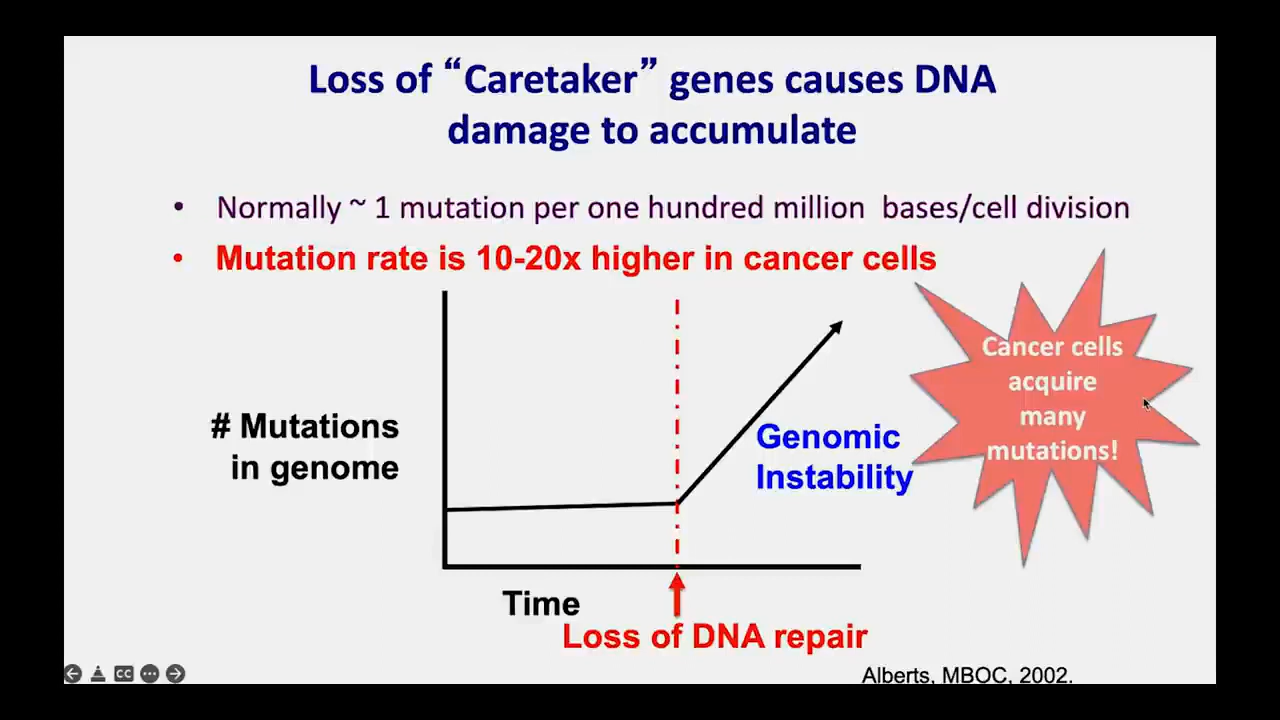 Loss of “Caretaker” genes causes DNA
damage to accumulate
• Normally ~ 1 mutation per one hundred million bases/cell division
• Mutation rate is 10-20x higher in cancer cells
Cancer cells
acquire
many
mutations!
# Mutations
in genome
Genomic
Instability
Time
Loss of DNA repair
CC
Alberts, MBOC, 2002.